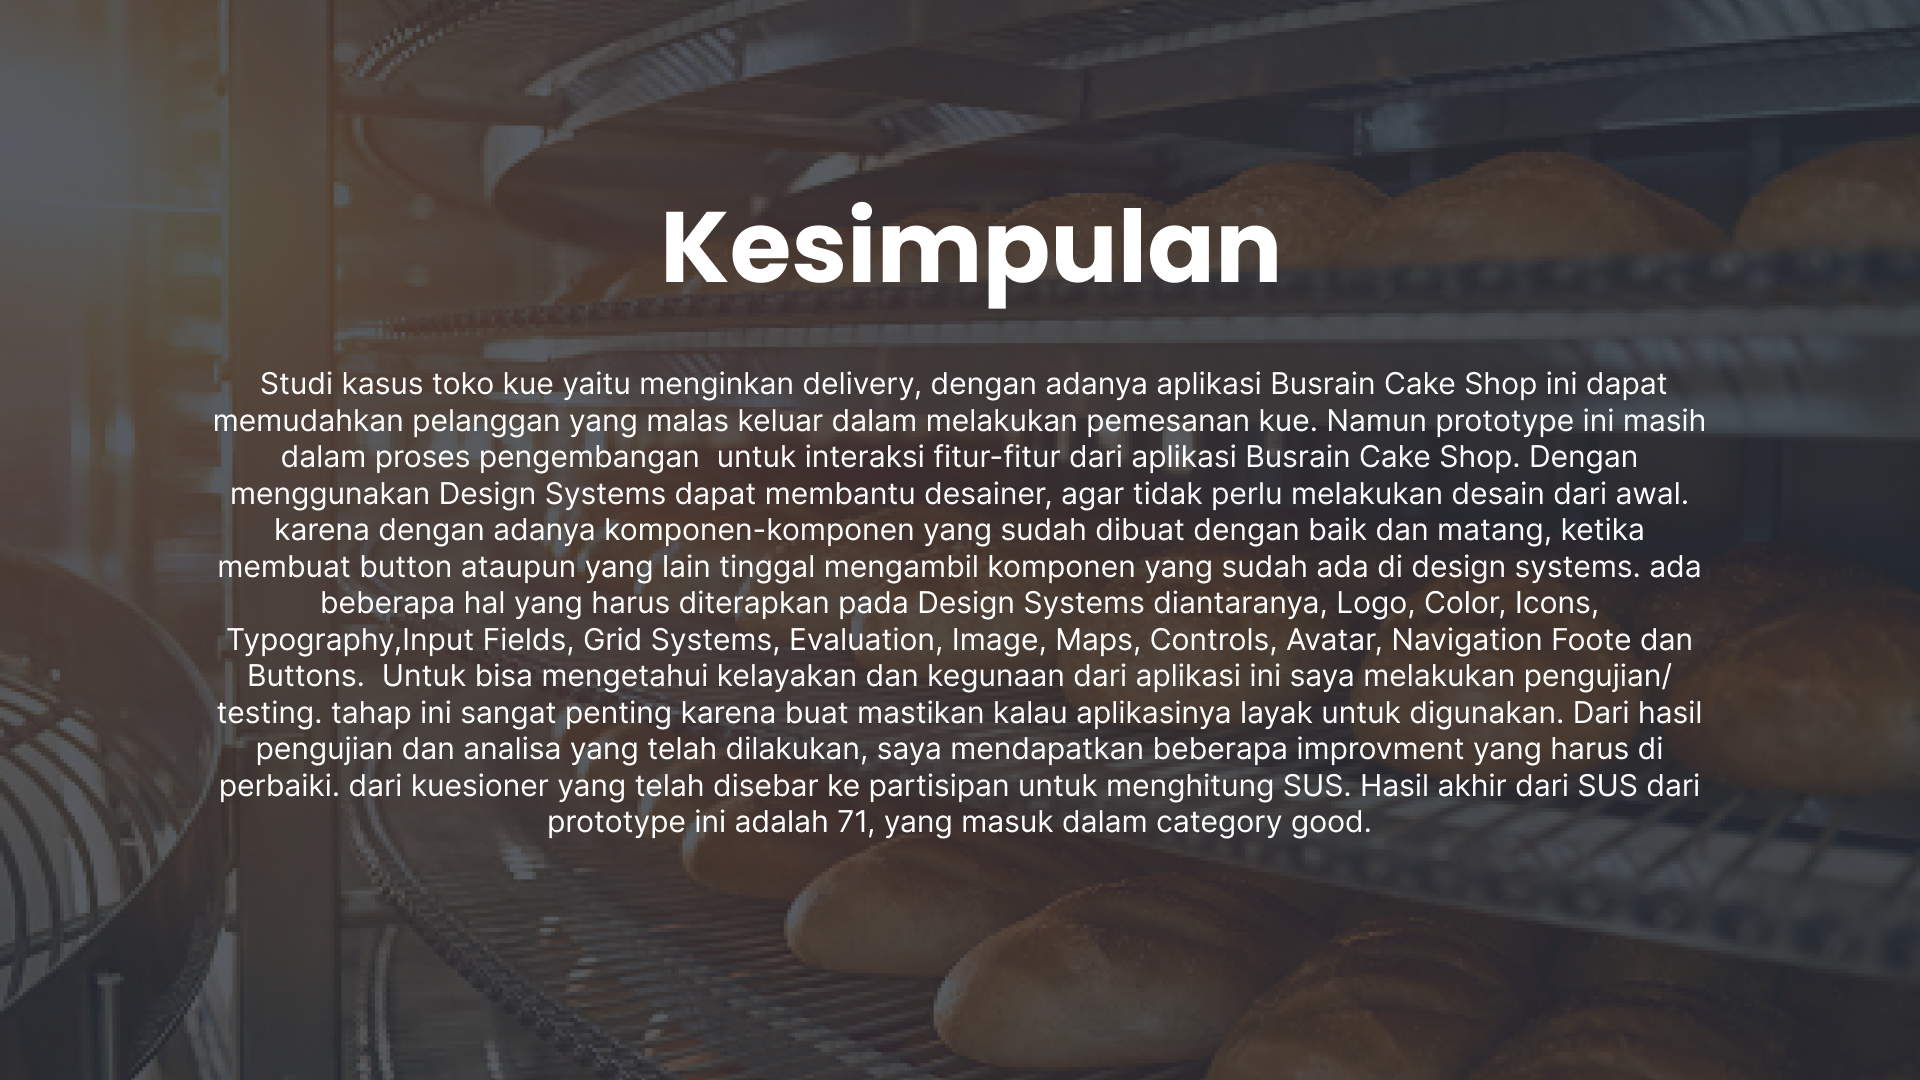 Kesimpulan
Studi kasus toko kue yaitu menginkan delivery, dengan adanya aplikasi Busrain Cake Shop ini dapat
memudahkan pelanggan yang malas keluar dalam melakukan pemesanan kue. Namun prototype ini masih
dalam proses pengembangan  untuk interaksi fitur-fitur dari aplikasi Busrain Cake Shop. Dengan
menggunakan Design Systems dapat membantu desainer, agar tidak perlu melakukan desain dari awal.
karena dengan adanya komponen-komponen yang sudah dibuat dengan baik dan matang, ketika
membuat button ataupun yang lain tinggal mengambil komponen yang sudah ada di design systems. ada
beberapa hal yang harus diterapkan pada Design Systems diantaranya, Logo, Color, Icons,
Typography,Input Fields, Grid Systems, Evaluation, Image, Maps, Controls, Avatar, Navigation Foote dan
Buttons.  Untuk bisa mengetahui kelayakan dan kegunaan dari aplikasi ini saya melakukan pengujian/
testing. tahap ini sangat penting karena buat mastikan kalau aplikasinya layak untuk digunakan. Dari hasil
pengujian dan analisa yang telah dilakukan, saya mendapatkan beberapa improvment yang harus di
perbaiki. dari kuesioner yang telah disebar ke partisipan untuk menghitung SUS. Hasil akhir dari SUS dari
prototype ini adalah 71, yang masuk dalam category good.